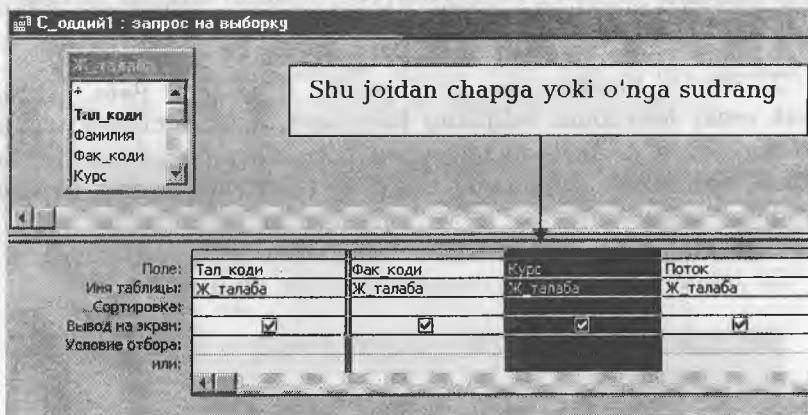 С_оддий1 : запрос на выборку
Ж_талаба
*
Тал_коди
Фамилия
Фак_коди
Курс
Shu joidan chapga yoki o‘nga sudrang
Поле: Тал_коди Фак_коди Курс Поток
Имя таблицы: Ж_талаба Ж_талаба Ж_талаба Ж_талаба
Сортировка:
Вывод на экран:
Условие отбора:
или: